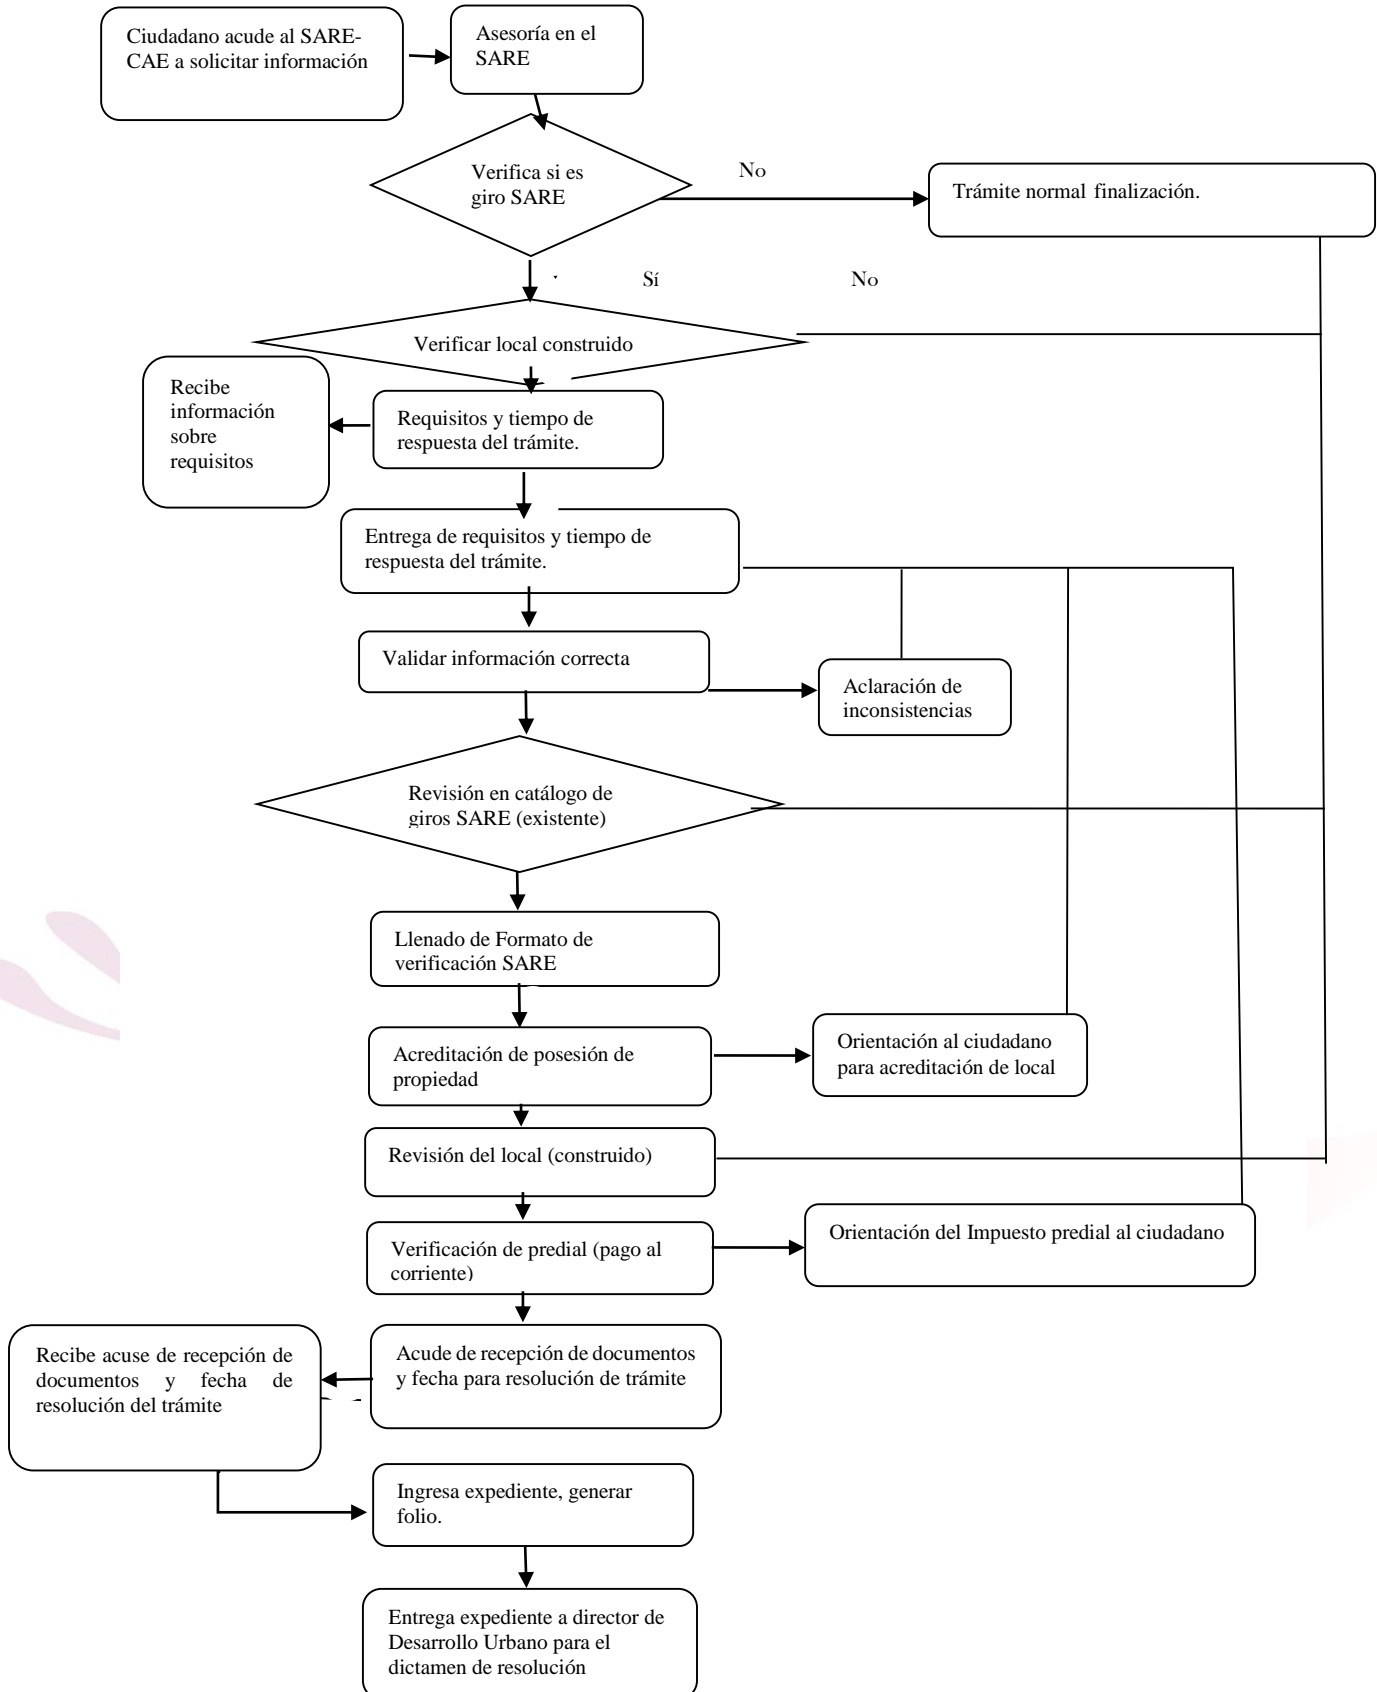 Ciudadano acude al SARE-
CAE a solicitar información
Asesoría en el
SARE
Verifica si es
giro SARE
No
Trámite normal finalización.
Sí
No
Verificar local construido
Recibe
información
sobre
requisitos
Requisitos y tiempo de
respuesta del trámite.
Entrega de requisitos y tiempo de
respuesta del trámite.
Validar información correcta
Aclaración de
inconsistencias
Revisión en catálogo de
giros SARE (existente)
Llenado de Formato de
verificación SARE
Acreditación de posesión de
propiedad
Orientación al ciudadano
para acreditación de local
Revisión del local (construido)
Verificación de predial (pago al
corriente)
Orientación del Impuesto predial al ciudadano
Recibe acuse de recepción de
documentos y fecha de
resolución del trámite
Acude de recepción de documentos
y fecha para resolución de trámite
Ingresa expediente, generar
folio.
Entrega expediente a director de
Desarrollo Urbano para el
dictamen de resolución